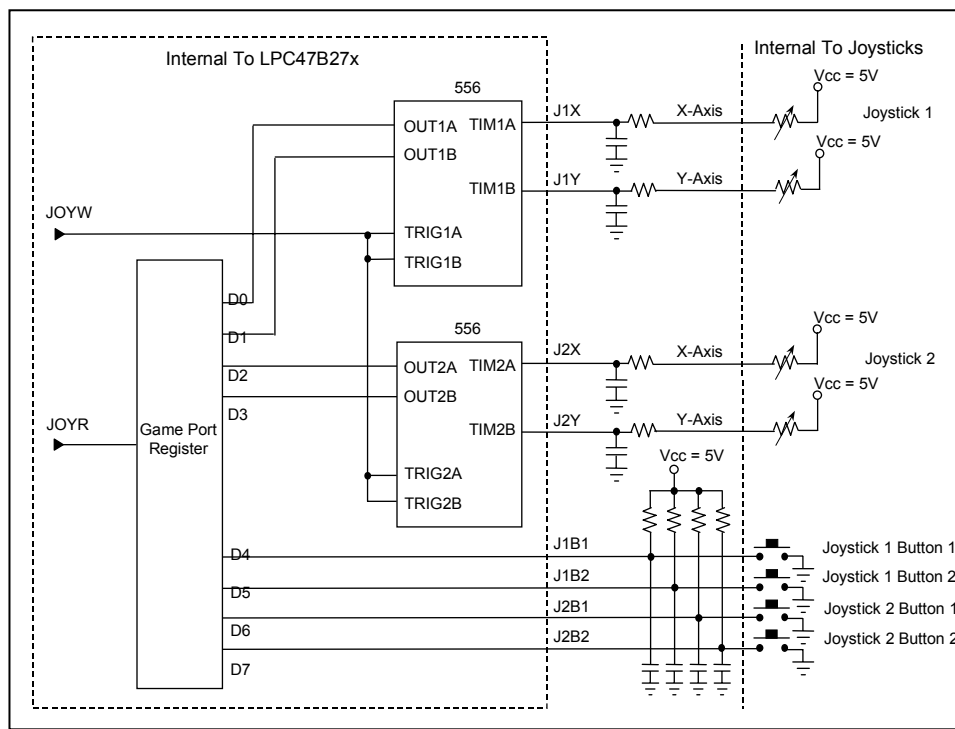 Internal To LPC47B27x
Internal To Joysticks
Vcc = 5V
556
J1X
X-Axis
Joystick 1
OUT1A
TIM1A
OUT1B
Vcc = 5V
J1Y
Y-Axis
TIM1B
JOYW
TRIG1A
TRIG1B
D0
Vcc = 5V
D1
556
J2X
X-Axis
Joystick 2
OUT2A
TIM2A
D2
OUT2B
Vcc = 5V
D3
JOYR
Game Port
Register
J2Y
Y-Axis
TIM2B
Vcc = 5V
TRIG2A
TRIG2B
D4
J1B1
Joystick 1 Button 1
D5
J1B2
Joystick 1 Button 2
D6
J2B1
Joystick 2 Button 1
D7
J2B2
Joystick 2 Button 2